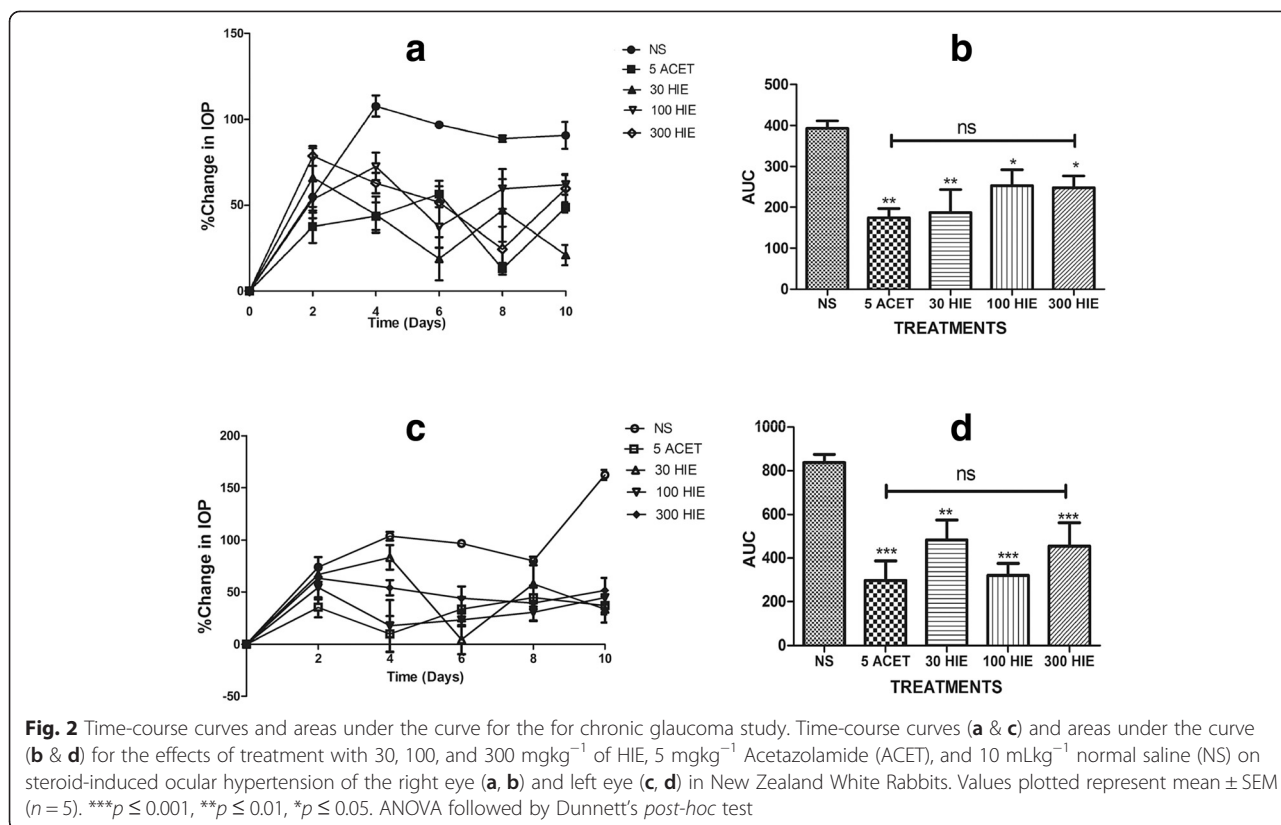 a
%Change in IOP
150
100
50
0
0 2 4 6 8 10
Time (Days)
NS
5 ACET
30 HIE
100 HIE
300 HIE
b
AUC
400
300
200
100
0
ns
** ** * *
NS 5 ACET 30 HIE 100 HIE 300 HIE
TREATMENTS
c
%Change in IOP
200
150
100
50
0
-50
2 4 6 8 10
Time (Days)
NS
5 ACET
30 HIE
100 HIE
300 HIE
d
AUC
1000
800
600
400
200
0
ns
*** ** *** ***
NS 5 ACET 30 HIE 100 HIE 300 HIE
TREATMENTS
Fig. 2 Time-course curves and areas under the curve for the for chronic glaucoma study. Time-course curves (a & c) and areas under the curve
(b & d) for the effects of treatment with 30, 100, and 300 mgkg⁻¹ of HIE, 5 mgkg⁻¹ Acetazolamide (ACET), and 10 mLkg⁻¹ normal saline (NS) on
steroid-induced ocular hypertension of the right eye (a, b) and left eye (c, d) in New Zealand White Rabbits. Values plotted represent mean ± SEM
(n = 5). ***p ≤ 0.001, **p ≤ 0.01, *p ≤ 0.05. ANOVA followed by Dunnett's post-hoc test